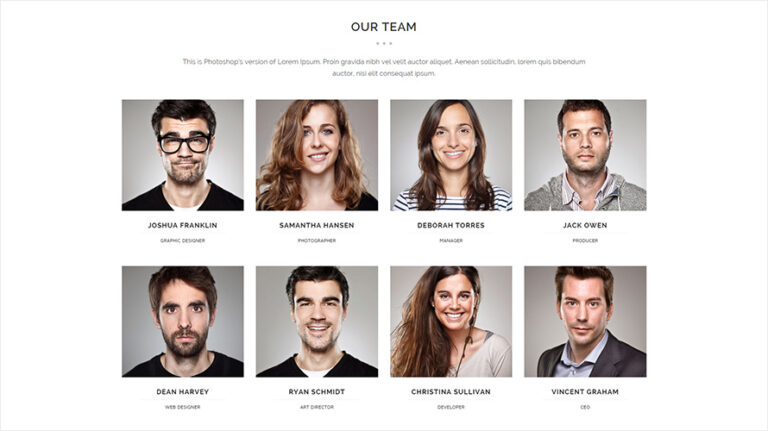 OUR TEAM
This is Photoshop's version of Lorem Ipsum. Proin gravida nibh vel velit auctor aliquet. Aenean sollicitudin, lorem quis bibendum
auctor, nisi elit consequat ipsum.
JOSHUA FRANKLIN
GRAPHIC DESIGNER
SAMANTHA HANSEN
PHOTOGRAPHER
DEBORAH TORRES
MANAGER
JACK OWEN
PRODUCER
DEAN HARVEY
WEB DESIGNER
RYAN SCHMIDT
ART DIRECTOR
CHRISTINA SULLIVAN
DEVELOPER
VINCENT GRAHAM
CEO